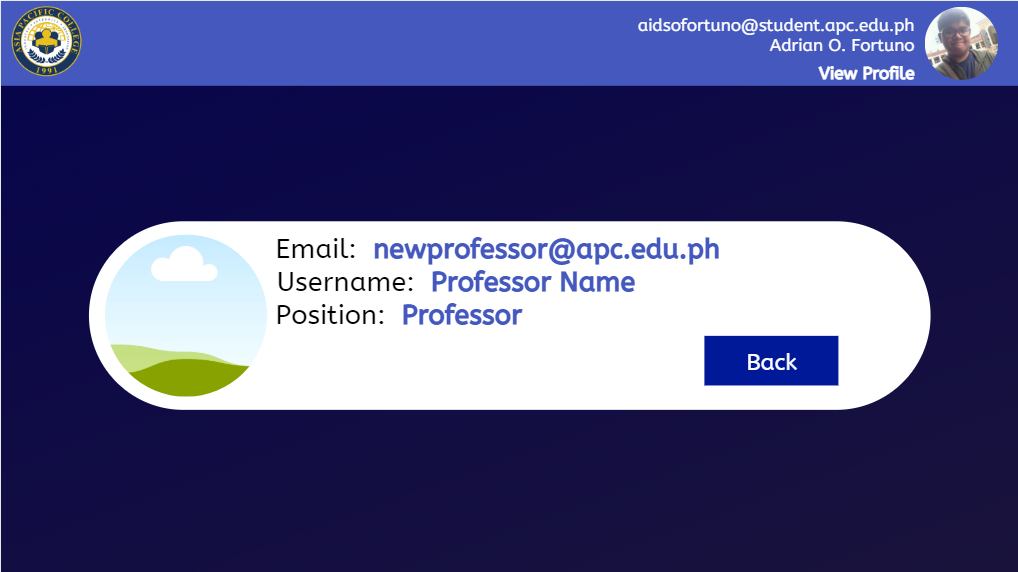 ASIA PACIFIC COLLEGE
1991
aidsofortuno@student.apc.edu.ph
Adrian O. Fortuno
View Profile
Email: newprofessor@apc.edu.ph
Username: Professor Name
Position: Professor
Back